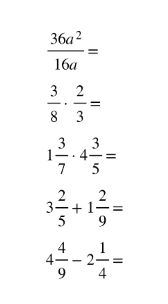 36a²/16a =
3/8 · 2/3 =
1 3/7 · 4 3/5 =
3 2/5 + 1 2/9 =
4 4/9 − 2 1/4 =